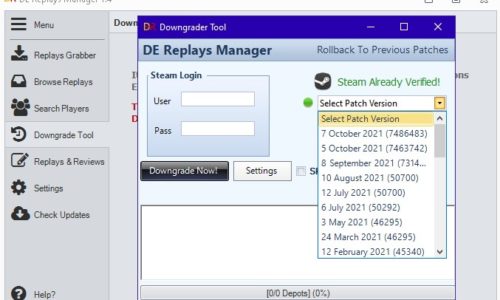 DE Replays Manager 1.4
Menu
Replays Grabber
Browse Replays
Search Players
Downgrade Tool
Replays & Reviews
Settings
Check Updates
Help?
Downgrader Tool
DE Replays Manager
Rollback To Previous Patches
Steam Login
User
Pass
Steam Already Verified!
Select Patch Version
Select Patch Version
7 October 2021 (7486483)
5 October 2021 (7463742)
8 September 2021 (7314...
10 August 2021 (50700)
12 July 2021 (50700)
6 July 2021 (50292)
3 May 2021 (46295)
24 March 2021 (46295)
12 February 2021 (45340)
Downgrade Now!
Settings
[0/0 Depots] (0%)